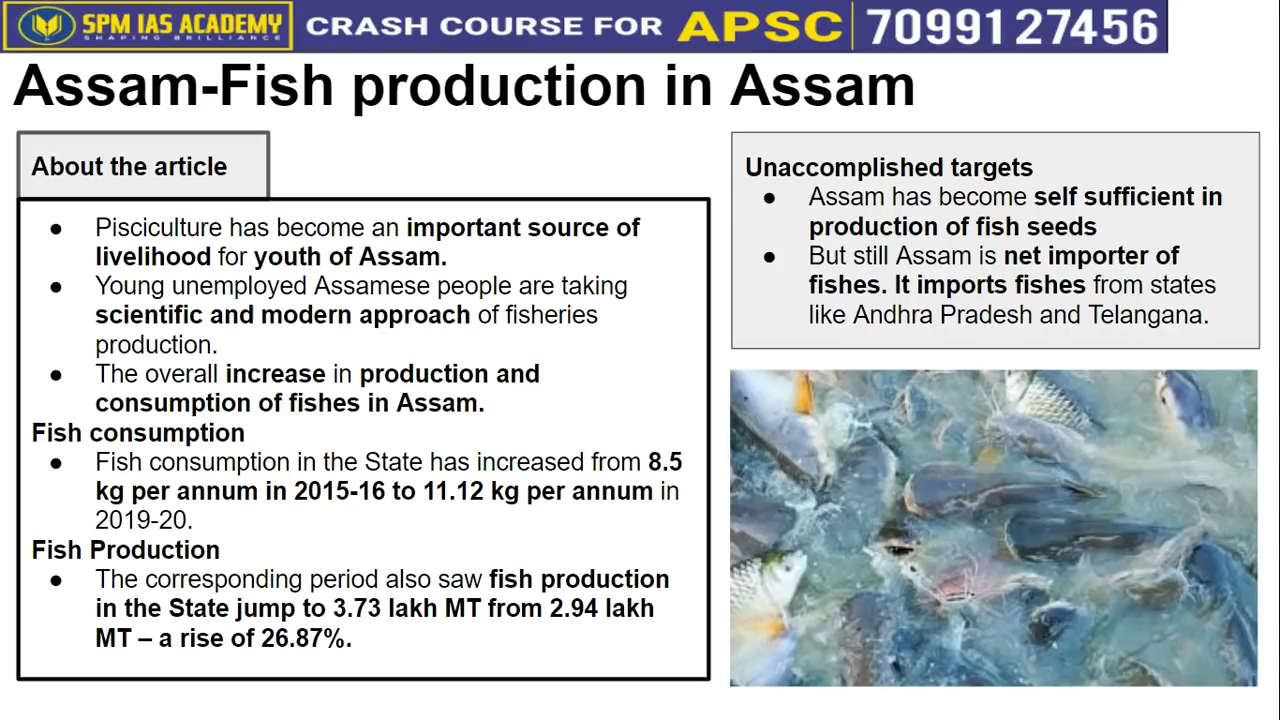 SPM IAS ACADEMY
SHAPING BRILLIANCE
CRASH COURSE FOR APSC 7099127456
Assam-Fish production in Assam
About the article
● Pisciculture has become an important source of
livelihood for youth of Assam.
● Young unemployed Assamese people are taking
scientific and modern approach of fisheries
production.
● The overall increase in production and
consumption of fishes in Assam.
Fish consumption
● Fish consumption in the State has increased from 8.5
kg per annum in 2015-16 to 11.12 kg per annum in
2019-20.
Fish Production
● The corresponding period also saw fish production
in the State jump to 3.73 lakh MT from 2.94 lakh
MT – a rise of 26.87%.
Unaccomplished targets
● Assam has become self sufficient in
production of fish seeds
● But still Assam is net importer of
fishes. It imports fishes from states
like Andhra Pradesh and Telangana.